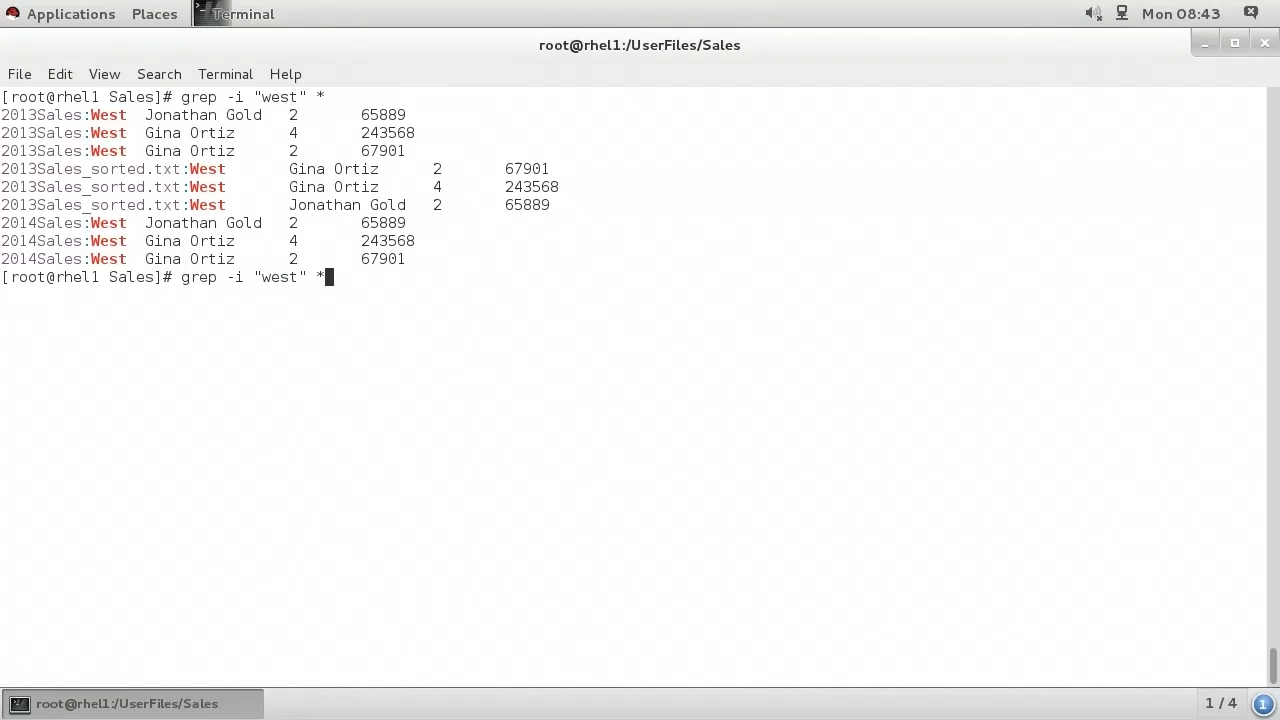 Applications Places Terminal Mon 08:43
root@rhel1:/UserFiles/Sales
File Edit View Search Terminal Help
[root@rhel1 Sales]# grep -i "west" *
2013Sales:West Jonathan Gold 2 65889
2013Sales:West Gina Ortiz 4 243568
2013Sales:West Gina Ortiz 2 67901
2013Sales_sorted.txt:West Gina Ortiz 2 67901
2013Sales_sorted.txt:West Gina Ortiz 4 243568
2013Sales_sorted.txt:West Jonathan Gold 2 65889
2014Sales:West Jonathan Gold 2 65889
2014Sales:West Gina Ortiz 4 243568
2014Sales:West Gina Ortiz 2 67901
[root@rhel1 Sales]# grep -i "west" *
root@rhel1:/UserFiles/Sales 1 / 4 1